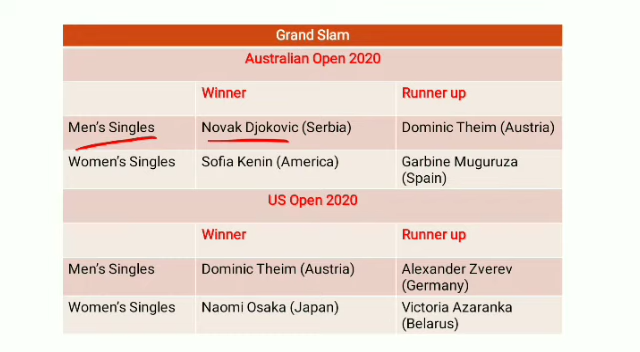 Grand Slam
Australian Open 2020
Winner Runner up
Men's Singles Novak Djokovic (Serbia) Dominic Theim (Austria)
Women's Singles Sofia Kenin (America) Garbine Muguruza
(Spain)
US Open 2020
Winner Runner up
Men's Singles Dominic Theim (Austria) Alexander Zverev
(Germany)
Women's Singles Naomi Osaka (Japan) Victoria Azaranka
(Belarus)